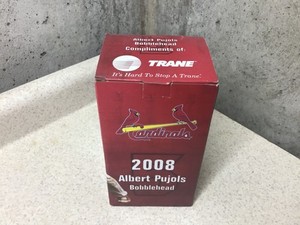 Albert Pujols
Bobblehead
Compliments of:
TRANE
It's Hard To Stop A Trane.
Cardinals
2008
Albert Pujols
Bobblehead